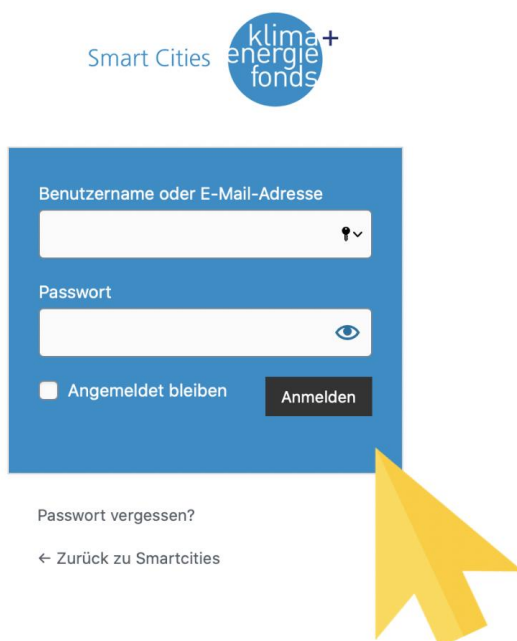 Smart Cities
klima+
energie
fonds
Benutzername oder E-Mail-Adresse
Passwort
Angemeldet bleiben
Anmelden
Passwort vergessen?
← Zurück zu Smartcities